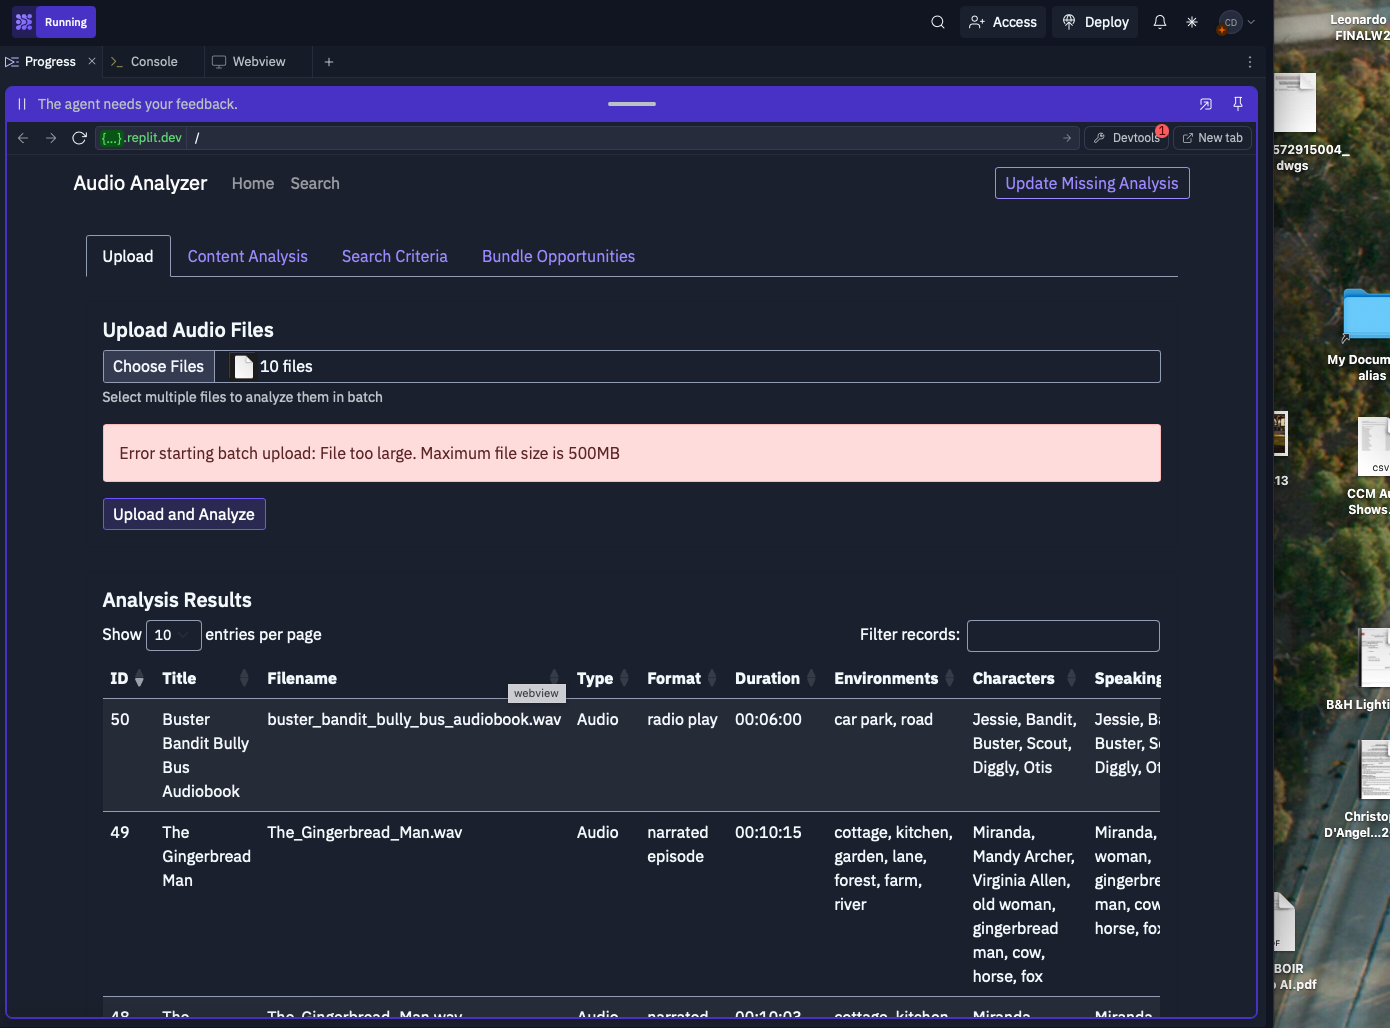 Running
Access
Deploy
CD
Progress
Console
Webview
The agent needs your feedback.
{...}.replit.dev
/
Devtools
1
New tab
Audio Analyzer
Home
Search
Update Missing Analysis
Upload
Content Analysis
Search Criteria
Bundle Opportunities
Upload Audio Files
Choose Files
10 files
Select multiple files to analyze them in batch
Error starting batch upload: File too large. Maximum file size is 500MB
Upload and Analyze
Analysis Results
Show 10 entries per page
Filter records:
ID Title Filename Type Format Duration Environments Characters Speaking
webview
50 Buster buster_bandit_bully_bus_audiobook.wav Audio radio play 00:06:00 car park, road Jessie, Bandit, Jessie, Ba
Bandit Bully Buster, Scout, Buster, Sc
Bus Diggly, Otis Diggly, Ot
Audiobook
49 The The_Gingerbread_Man.wav Audio narrated 00:10:15 cottage, kitchen, Miranda, Miranda,
Gingerbread episode garden, lane, Mandy Archer, woman,
Man forest, farm, Virginia Allen, gingerbre
river old woman, man, cow
gingerbread horse, fox
man, cow,
horse, fox
48 The The_Gingerbread_Man.wav Audio narrated 00:10:03 cottage, kitchen, Miranda, Miranda,
Leonardo
FINALW2
572915004_
dwgs
My Docum
alias
13
csv
CCM Au
Shows.
B&H Lighti
Christop
D'Angel...2
BOIR
AI.pdf